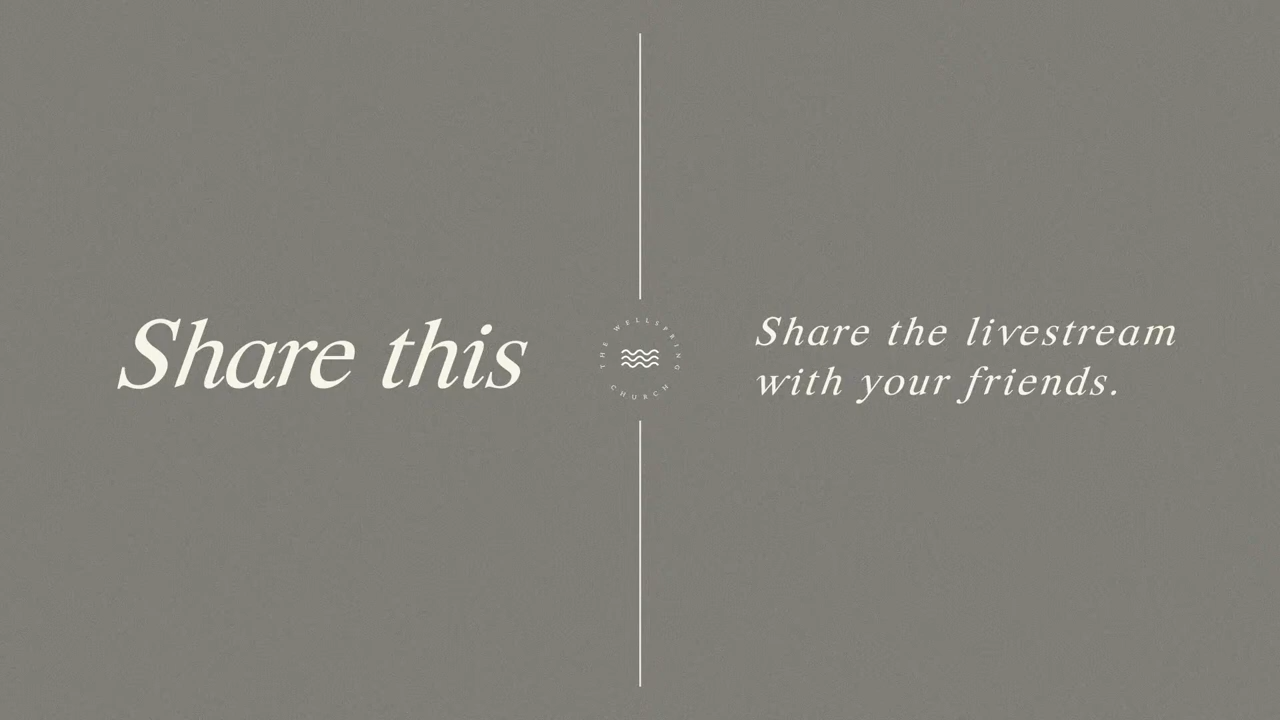 Share this
THE WELLSPRING
CHURCH
Share the livestream
with your friends.